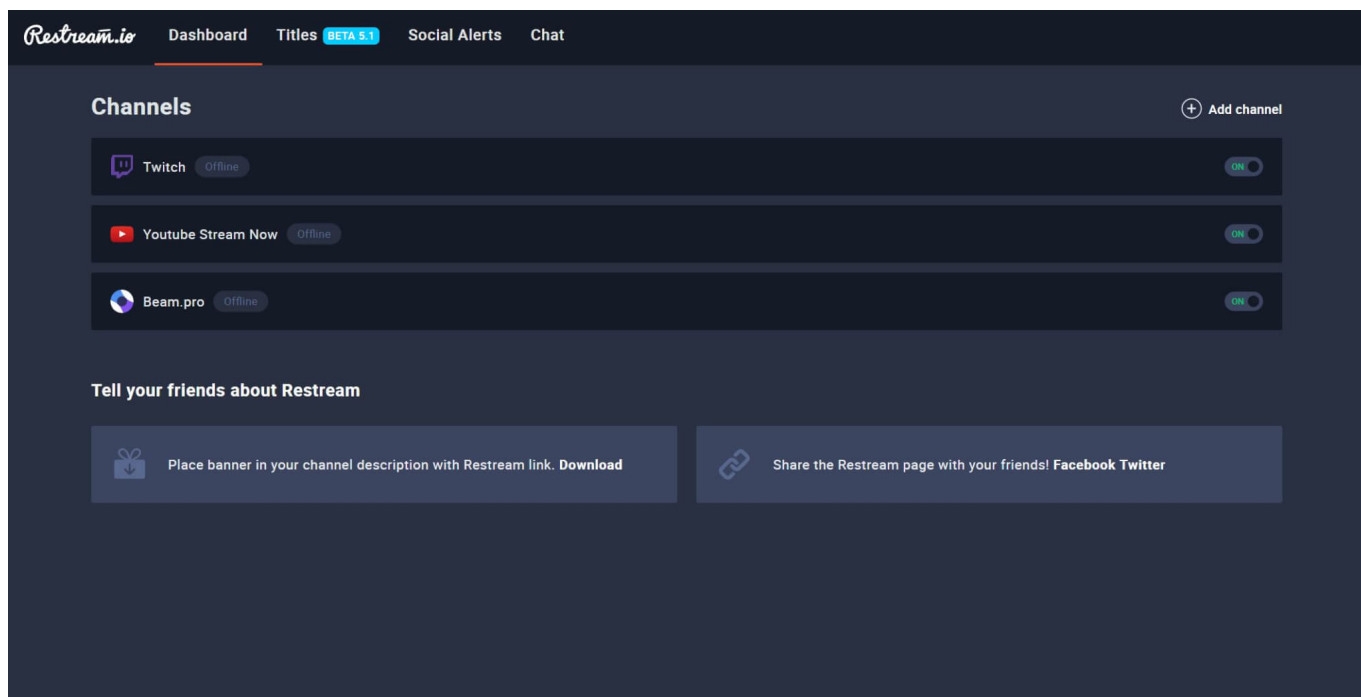 Restream.io Dashboard Titles BETA 5.1 Social Alerts Chat
Channels
Add channel
Twitch Offline ON
Youtube Stream Now Offline ON
Beam.pro Offline ON
Tell your friends about Restream
Place banner in your channel description with Restream link. Download
Share the Restream page with your friends! Facebook Twitter